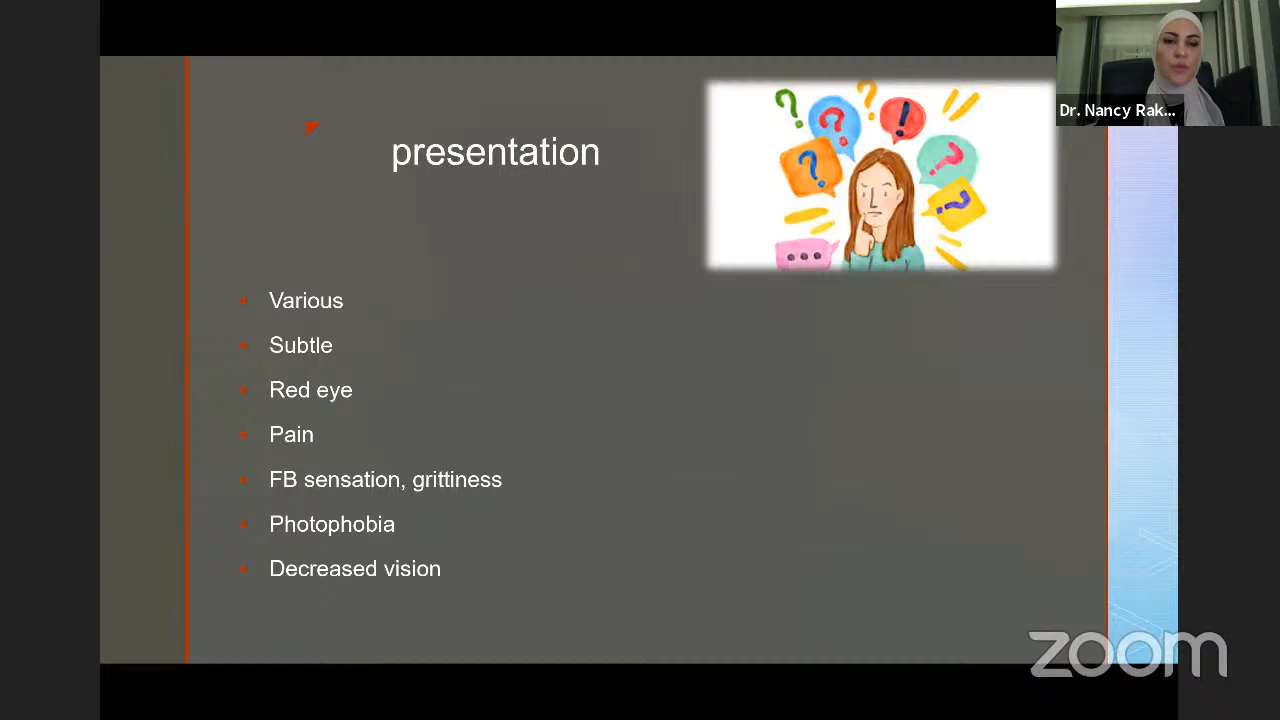 Dr. Nancy Rak...
presentation
Various
Subtle
Red eye
Pain
FB sensation, grittiness
Photophobia
Decreased vision
zoom